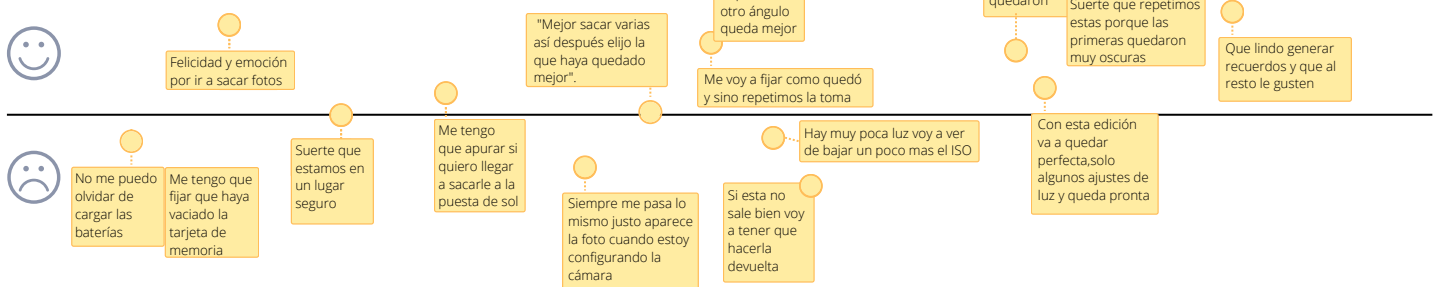 Felicidad y emoción
por ir a sacar fotos
No me puedo
olvidar de
cargar las
baterías
Me tengo que
fijar que haya
vaciado la
tarjeta de
memoria
Suerte que
estamos en
un lugar
seguro
Me tengo
que apurar si
quiero llegar
a sacarle a la
puesta de sol
"Mejor sacar varias
así después elijo la
que haya quedado
mejor".
Siempre me pasa lo
mismo justo aparece
la foto cuando estoy
configurando la
cámara
otro ángulo
queda mejor
Me voy a fijar como quedó
y sino repetimos la toma
Hay muy poca luz voy a ver
de bajar un poco mas el ISO
Si esta no
sale bien voy
a tener que
hacerla
devuelta
quedaron
Suerte que repetimos
estas porque las
primeras quedaron
muy oscuras
Con esta edición
va a quedar
perfecta,solo
algunos ajustes de
luz y queda pronta
Que lindo generar
recuerdos y que al
resto le gusten